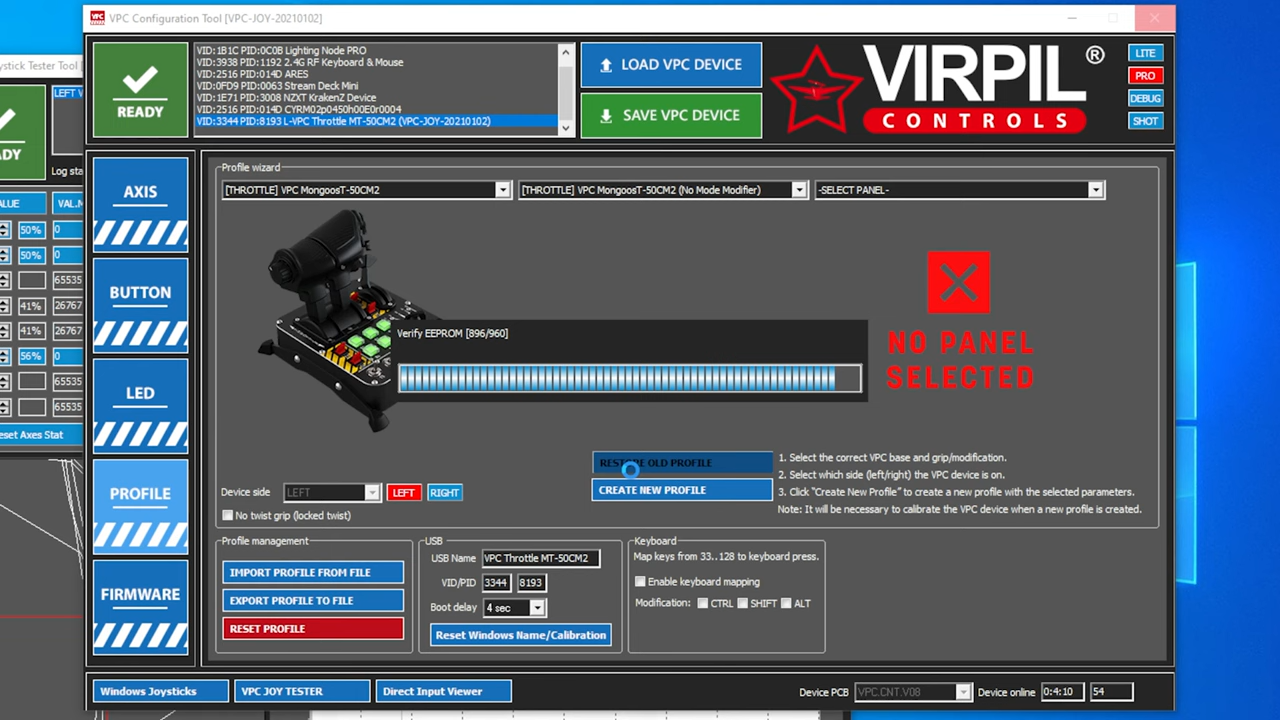 VPC Configuration Tool [VPC-JOY-20210102]
ystick Tester Tool [
ADY
LEFT V
Log sta
ALUE
VAL.M
50%
0
50%
0
65535
41%
26767
41%
26767
56%
0
65535
65535
eset Axes Stat
READY
VID:1B1C PID:0C0B Lighting Node PRO
VID:3938 PID:1192 2.4G RF Keyboard & Mouse
VID:2516 PID:014D ARES
VID:0FD9 PID:0063 Stream Deck Mini
VID:1E71 PID:3008 NZXT KrakenZ Device
VID:2516 PID:014D CYRM02p0450h00E0r0004
VID:3344 PID:8193 L-VPC Throttle MT-50CM2 (VPC-JOY-20210102)
LOAD VPC DEVICE
SAVE VPC DEVICE
VIRPIL ®
CONTROLS
LITE
PRO
DEBUG
SHOT
AXIS
BUTTON
LED
PROFILE
FIRMWARE
Profile wizard
[THROTTLE] VPC MongoosT-50CM2
[THROTTLE] VPC MongoosT-50CM2 (No Mode Modifier)
-SELECT PANEL-
Verify EEPROM [896/960]
NO PANEL
SELECTED
RESTORE OLD PROFILE
CREATE NEW PROFILE
1. Select the correct VPC base and grip/modification.
2. Select which side (left/right) the VPC device is on.
3. Click "Create New Profile" to create a new profile with the selected parameters.
Note: It will be necessary to calibrate the VPC device when a new profile is created.
Device side
LEFT
LEFT
RIGHT
No twist grip (locked twist)
Profile management
IMPORT PROFILE FROM FILE
EXPORT PROFILE TO FILE
RESET PROFILE
USB
USB Name VPC Throttle MT-50CM2
VID/PID 3344 8193
Boot delay 4 sec
Reset Windows Name/Calibration
Keyboard
Map keys from 33..128 to keyboard press.
Enable keyboard mapping
Modification: CTRL SHIFT ALT
Windows Joysticks
VPC JOY TESTER
Direct Input Viewer
Device PCB VPC.CNT.V08
Device online 0:4:10 54